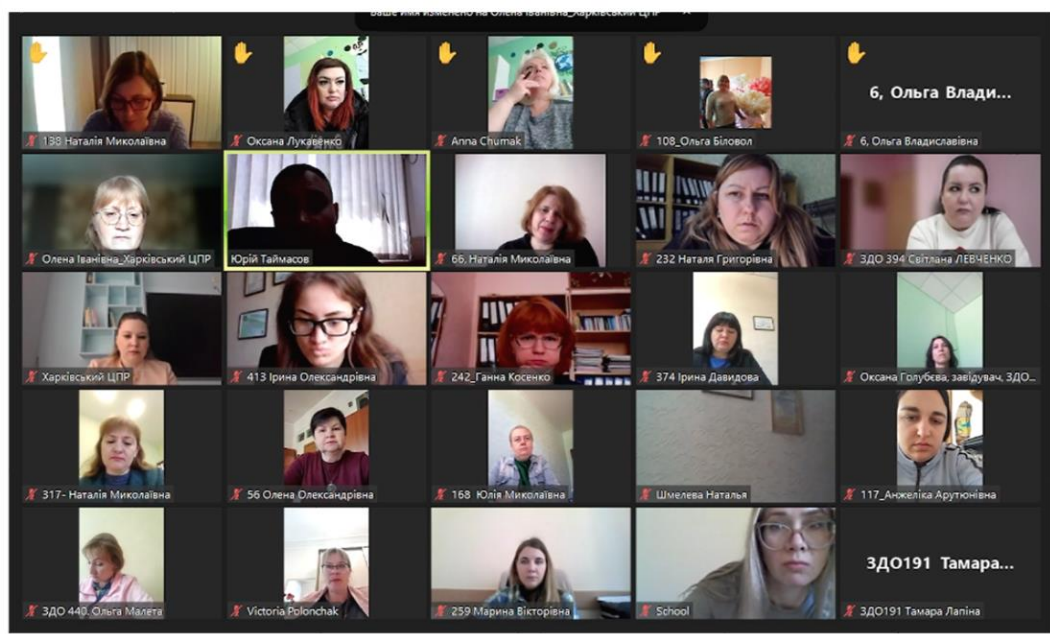 Ваше имя изменено на Олена Іванівна_Харківський ЦПР
138 Наталія Миколаївна
Оксана Лукавенко
Anna Chumak
108_Ольга Біловол
6, Ольга Влади...
6, Ольга Владиславівна
Олена Іванівна_Харківський ЦПР
Юрій Таймасов
66, Наталія Миколаївна
232 Наталя Григорівна
ЗДО 394 Світлана ЛЕВЧЕНКО
Харківський ЦПР
413 Ірина Олександрівна
242_Ганна Косенко
374 Ірина Давидова
Оксана Голубєва, завідувач, ЗДО...
317- Наталія Миколаївна
56 Олена Олександрівна
168 Юлія Миколаївна
Шмелева Наталья
117_Анжеліка Арутюнівна
ЗДО 440. Ольга Малета
Victoria Polonchak
259 Марина Вікторівна
School
ЗДО191 Тамара...
ЗДО191 Тамара Лапіна